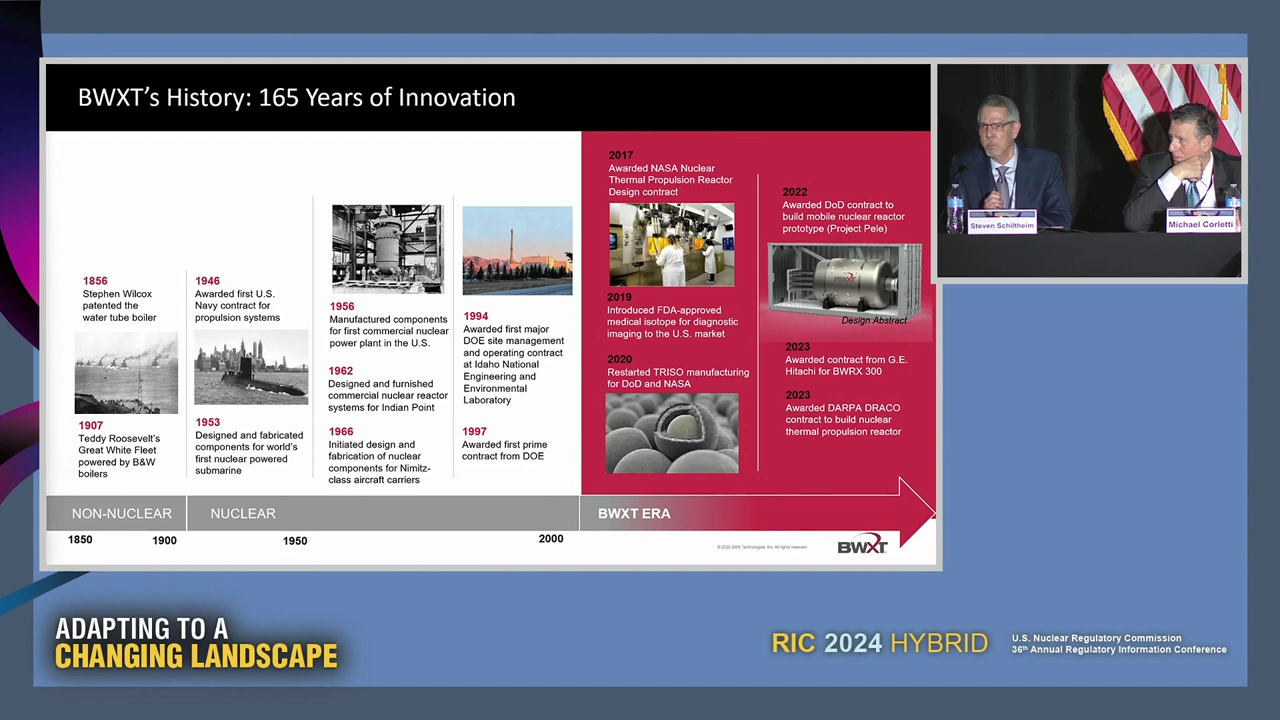 BWXT's History: 165 Years of Innovation
1856
Stephen Wilcox
patented the
water tube boiler
1907
Teddy Roosevelt's
Great White Fleet
powered by B&W
boilers
1946
Awarded first U.S.
Navy contract for
propulsion systems
1953
Designed and fabricated
components for world's
first nuclear powered
submarine
1956
Manufactured components
for first commercial nuclear
power plant in the U.S.
1962
Designed and furnished
commercial nuclear reactor
systems for Indian Point
1966
Initiated design and
fabrication of nuclear
components for Nimitz-
class aircraft carriers
1994
Awarded first major
DOE site management
and operating contract
at Idaho National
Engineering and
Environmental
Laboratory
1997
Awarded first prime
contract from DOE
2017
Awarded NASA Nuclear
Thermal Propulsion Reactor
Design contract
2019
Introduced FDA-approved
medical isotope for diagnostic
imaging to the U.S. market
2020
Restarted TRISO manufacturing
for DoD and NASA
2022
Awarded DoD contract to
build mobile nuclear reactor
prototype (Project Pele)
BWXT
Design Abstract
2023
Awarded contract from G.E.
Hitachi for BWRX 300
2023
Awarded DARPA DRACO
contract to build nuclear
thermal propulsion reactor
NON-NUCLEAR
NUCLEAR
BWXT ERA
1850
1900
1950
2000
© 2022 BWX Technologies, Inc. All rights reserved
BWXT
Steven Schiltheim
Michael Corletti
ADAPTING TO A
CHANGING LANDSCAPE
RIC 2024 HYBRID
U.S. Nuclear Regulatory Commission
36th Annual Regulatory Information Conference